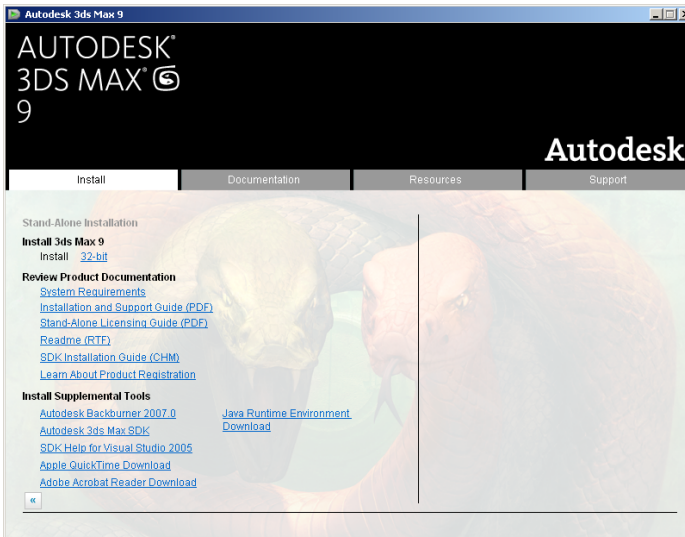 Autodesk 3ds Max 9
AUTODESK®
3DS MAX®
9
Autodesk
Install
Documentation
Resources
Support
Stand-Alone Installation
Install 3ds Max 9
Install 32-bit
Review Product Documentation
System Requirements
Installation and Support Guide (PDF)
Stand-Alone Licensing Guide (PDF)
Readme (RTF)
SDK Installation Guide (CHM)
Learn About Product Registration
Install Supplemental Tools
Autodesk Backburner 2007.0
Autodesk 3ds Max SDK
SDK Help for Visual Studio 2005
Apple QuickTime Download
Adobe Acrobat Reader Download
Java Runtime Environment
Download
«